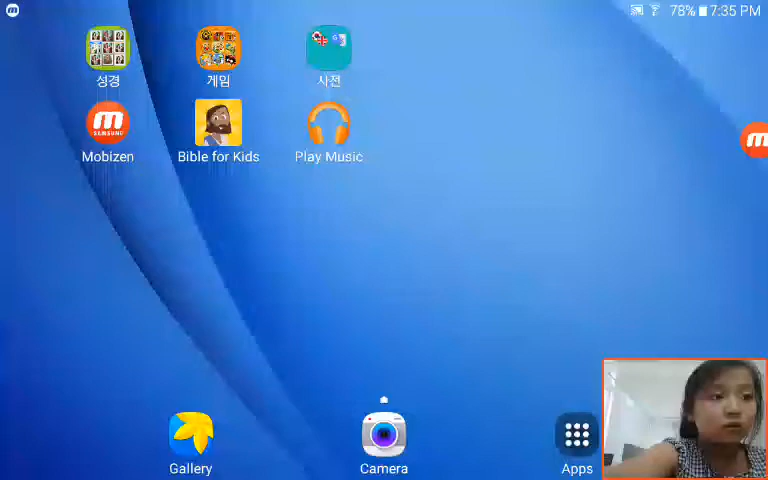 78% 7:35 PM
성경 게임 사전
SAMSUNG
Mobizen Bible for Kids Play Music
Gallery Camera Apps